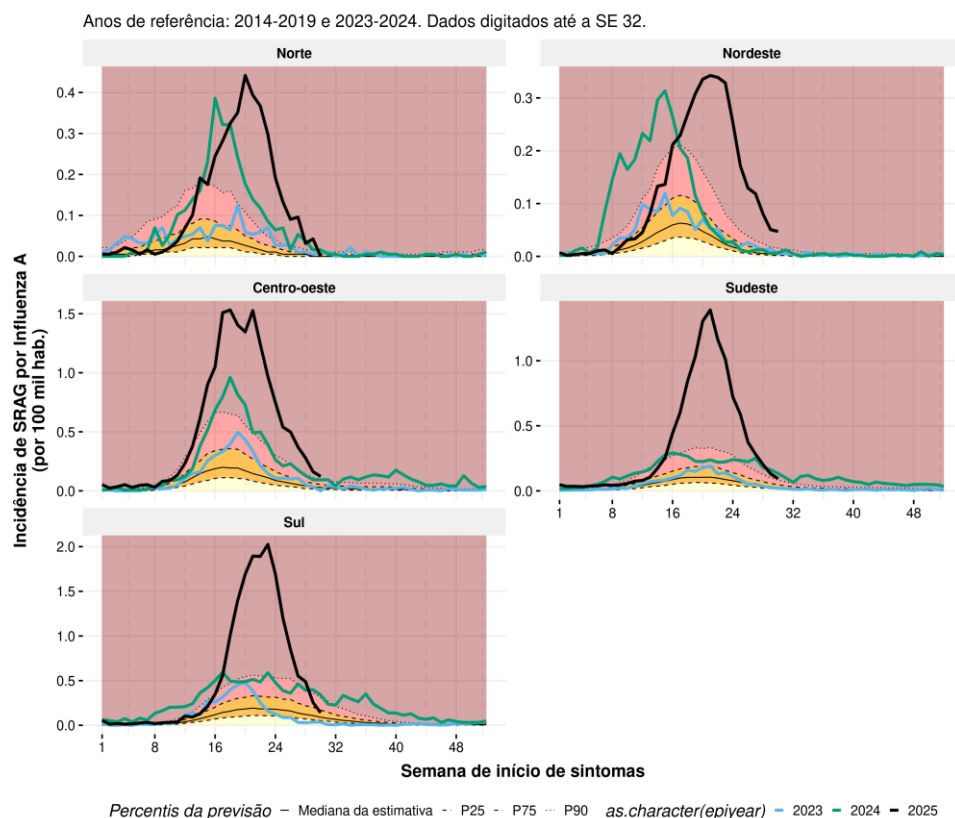 Anos de referência: 2014-2019 e 2023-2024. Dados digitados até a SE 32.
Norte
0.4
0.3
0.2
0.1
0.0
Nordeste
0.3
0.2
0.1
0.0
Centro-oeste
1.5
1.0
0.5
0.0
Sudeste
1.0
0.5
0.0
1 8 16 24 32 40 48
Sul
2.0
1.5
1.0
0.5
0.0
1 8 16 24 32 40 48
Incidência de SRAG por Influenza A
(por 100 mil hab.)
Semana de início de sintomas
Percentis da previsão Mediana da estimativa P25 P75 P90 as.character(epiyear) 2023 2024 2025